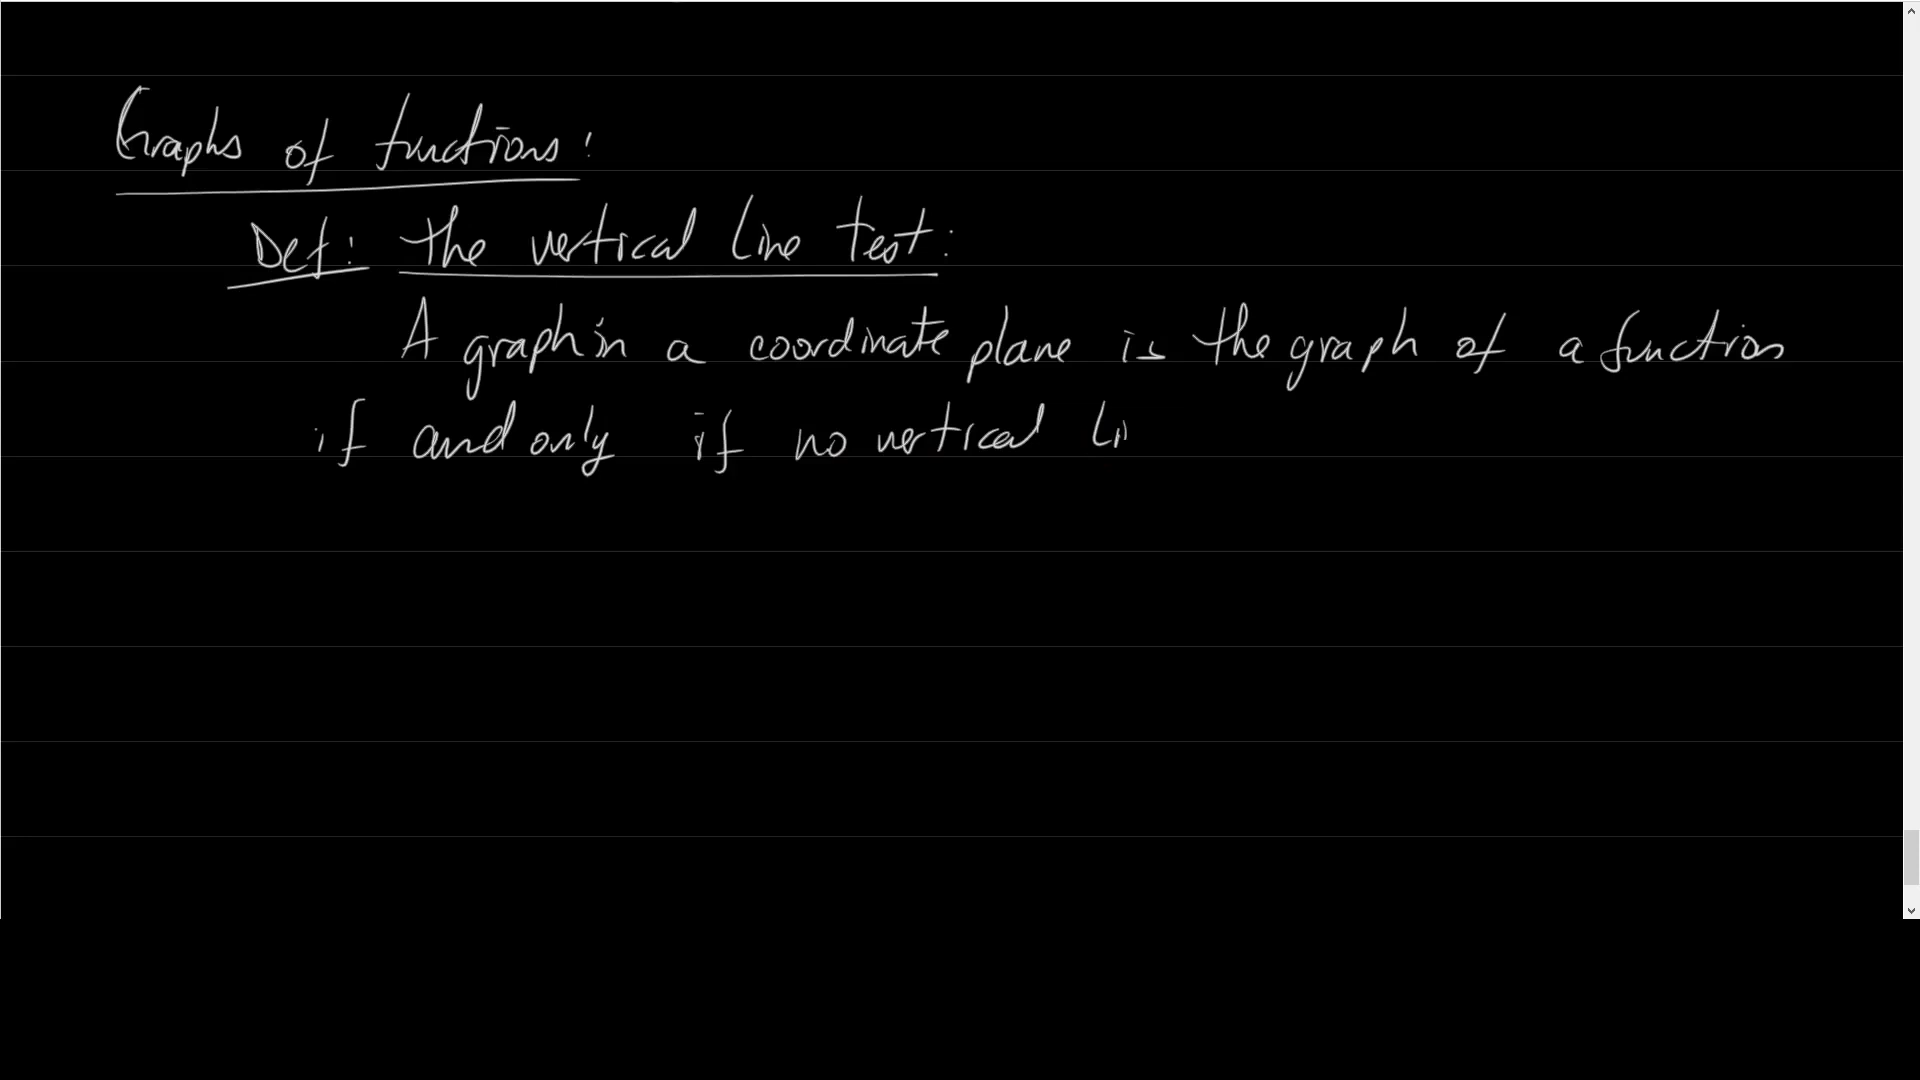 Graphs of functions:
Def: the vertical line test:
A graph in a coordinate plane is the graph of a function
if and only if no vertical li